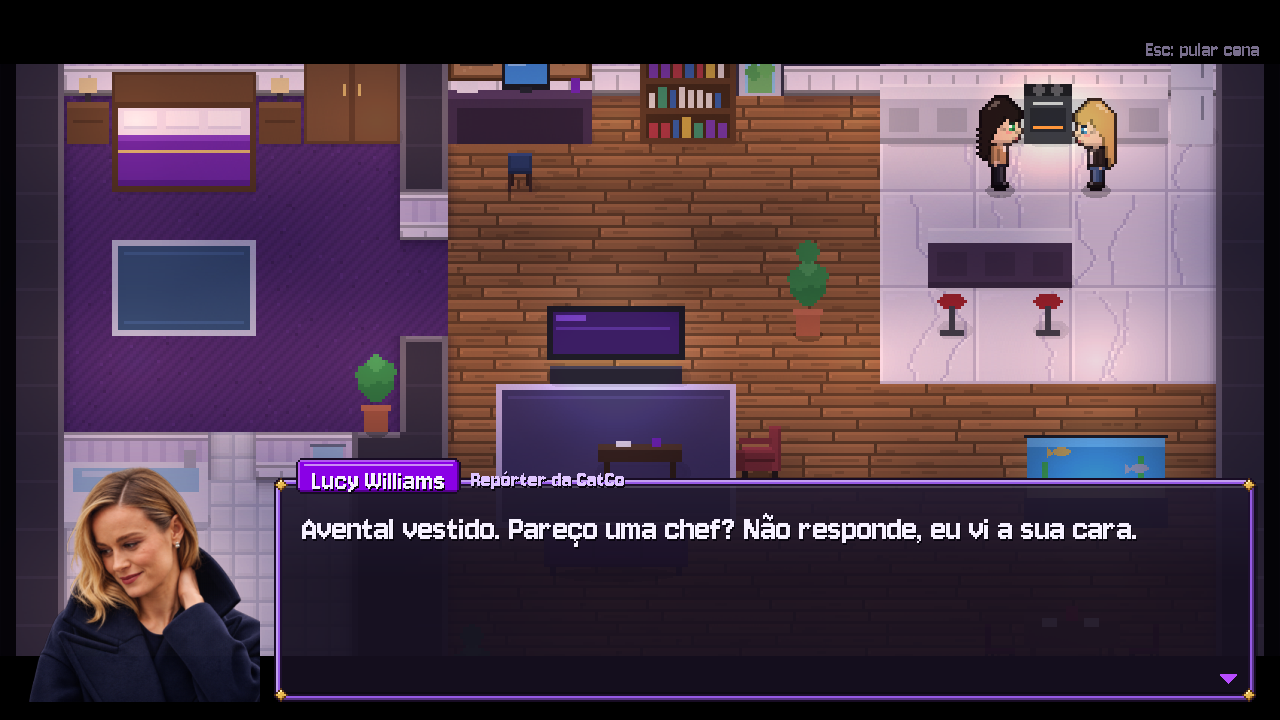 Esc: pular cena
Lucy Williams
Repórter da CatCo
Avental vestido. Pareço uma chef? Não responde, eu vi a sua cara.